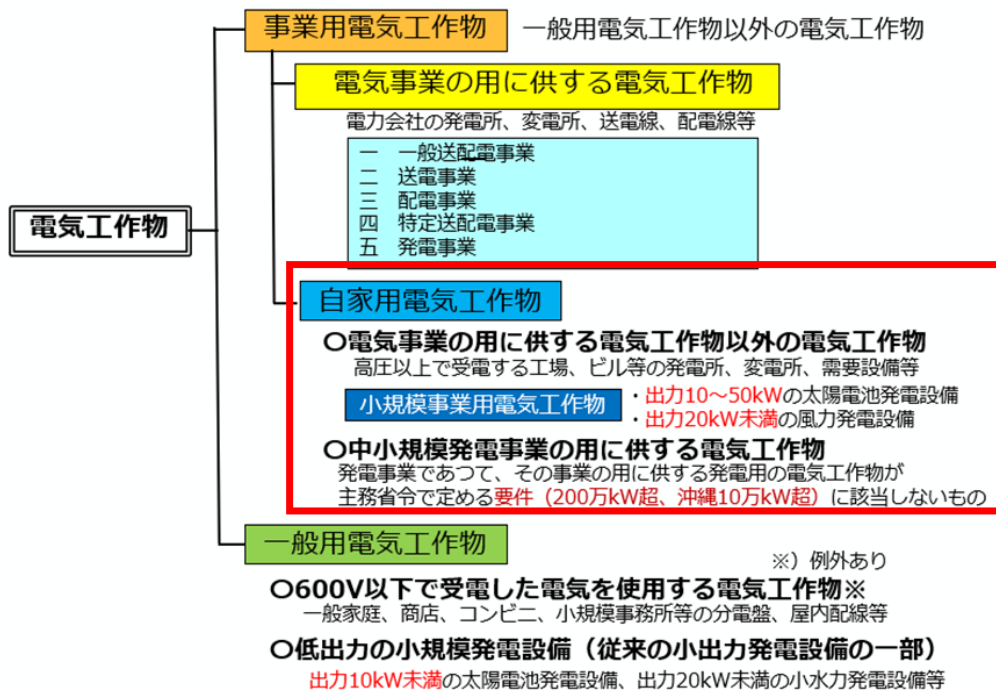 事業用電気工作物 一般用電気工作物以外の電気工作物
電気事業の用に供する電気工作物
電力会社の発電所、変電所、送電線、配電線等
一 一般送配電事業
二 送電事業
三 配電事業
四 特定送配電事業
五 発電事業
電気工作物
自家用電気工作物
〇電気事業の用に供する電気工作物以外の電気工作物
高圧以上で受電する工場、ビル等の発電所、変電所、需要設備等
小規模事業用電気工作物
・出力10～50kWの太陽電池発電設備
・出力20kW未満の風力発電設備
〇中小規模発電事業の用に供する電気工作物
発電事業であつて、その事業の用に供する発電用の電気工作物が
主務省令で定める要件（200万kW超、沖縄10万kW超）に該当しないもの
一般用電気工作物
※）例外あり
〇600V以下で受電した電気を使用する電気工作物※
一般家庭、商店、コンビニ、小規模事務所等の分電盤、屋内配線等
〇低出力の小規模発電設備（従来の小出力発電設備の一部）
出力10kW未満の太陽電池発電設備、出力20kW未満の小水力発電設備等